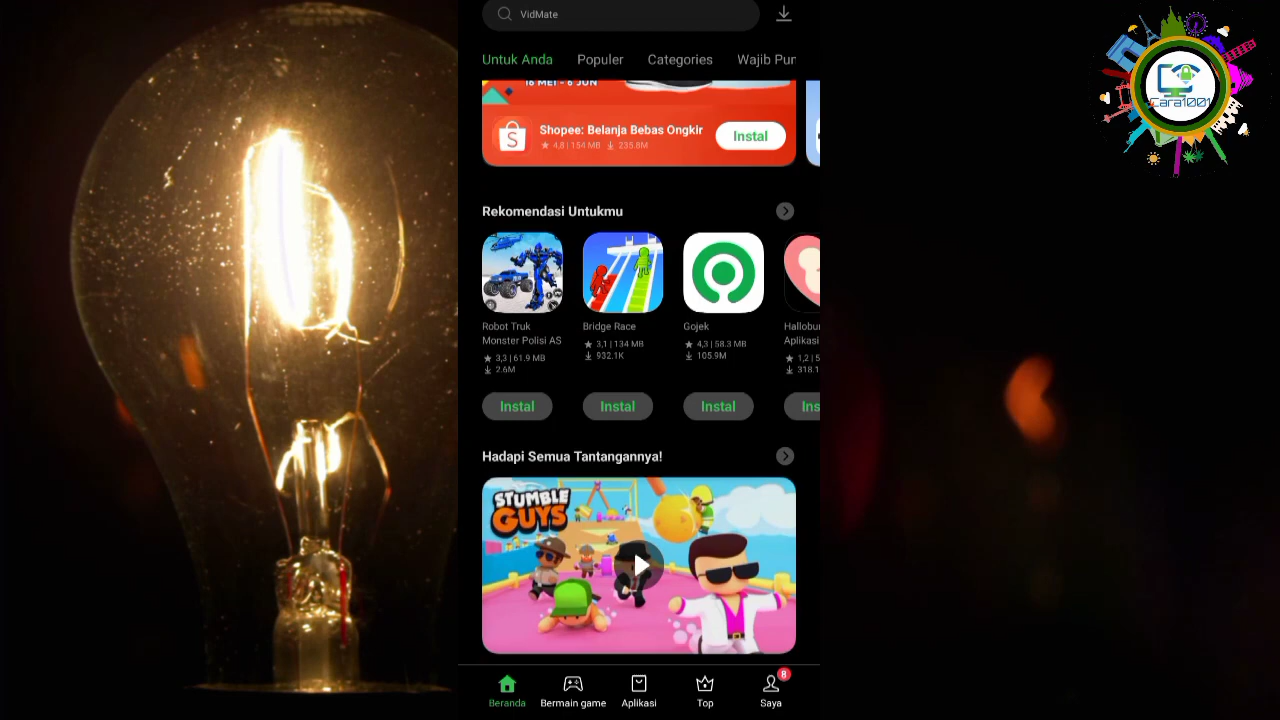 VidMate
Untuk Anda
Populer
Categories
Wajib Pun
16 MEI - 6 JUN
Shopee: Belanja Bebas Ongkir
4,8 | 154 MB 235.8M
Instal
Rekomendasi Untukmu
Robot Truk
Monster Polisi AS
3,3 | 61.9 MB
2.6M
Instal
Bridge Race
3,1 | 134 MB
932.1K
Instal
Gojek
4,3 | 58.3 MB
105.9M
Instal
Hallobu
Aplikasi
1,2 | 5
318.1
Ins
Hadapi Semua Tantangannya!
STUMBLE
GUYS
Beranda
Bermain game
Aplikasi
Top
Saya
8
Cara1001